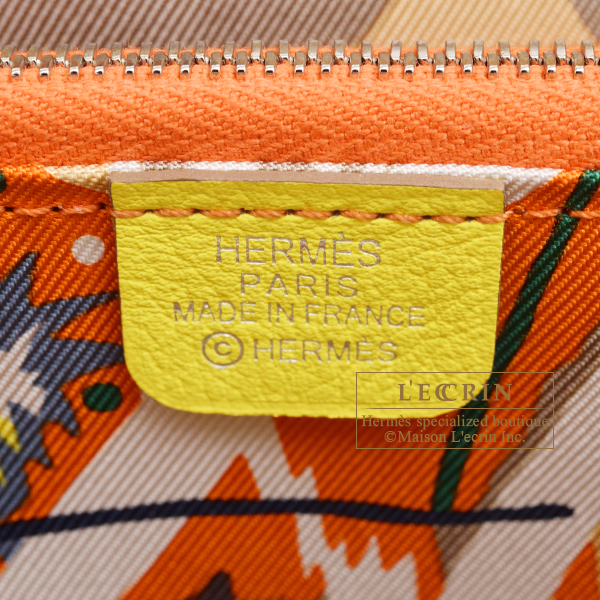 HERMÈS
PARIS
MADE IN FRANCE
©HERMÈS
L'ECRIN
Hermès specialized boutique
©Maison L'ecrin Inc.